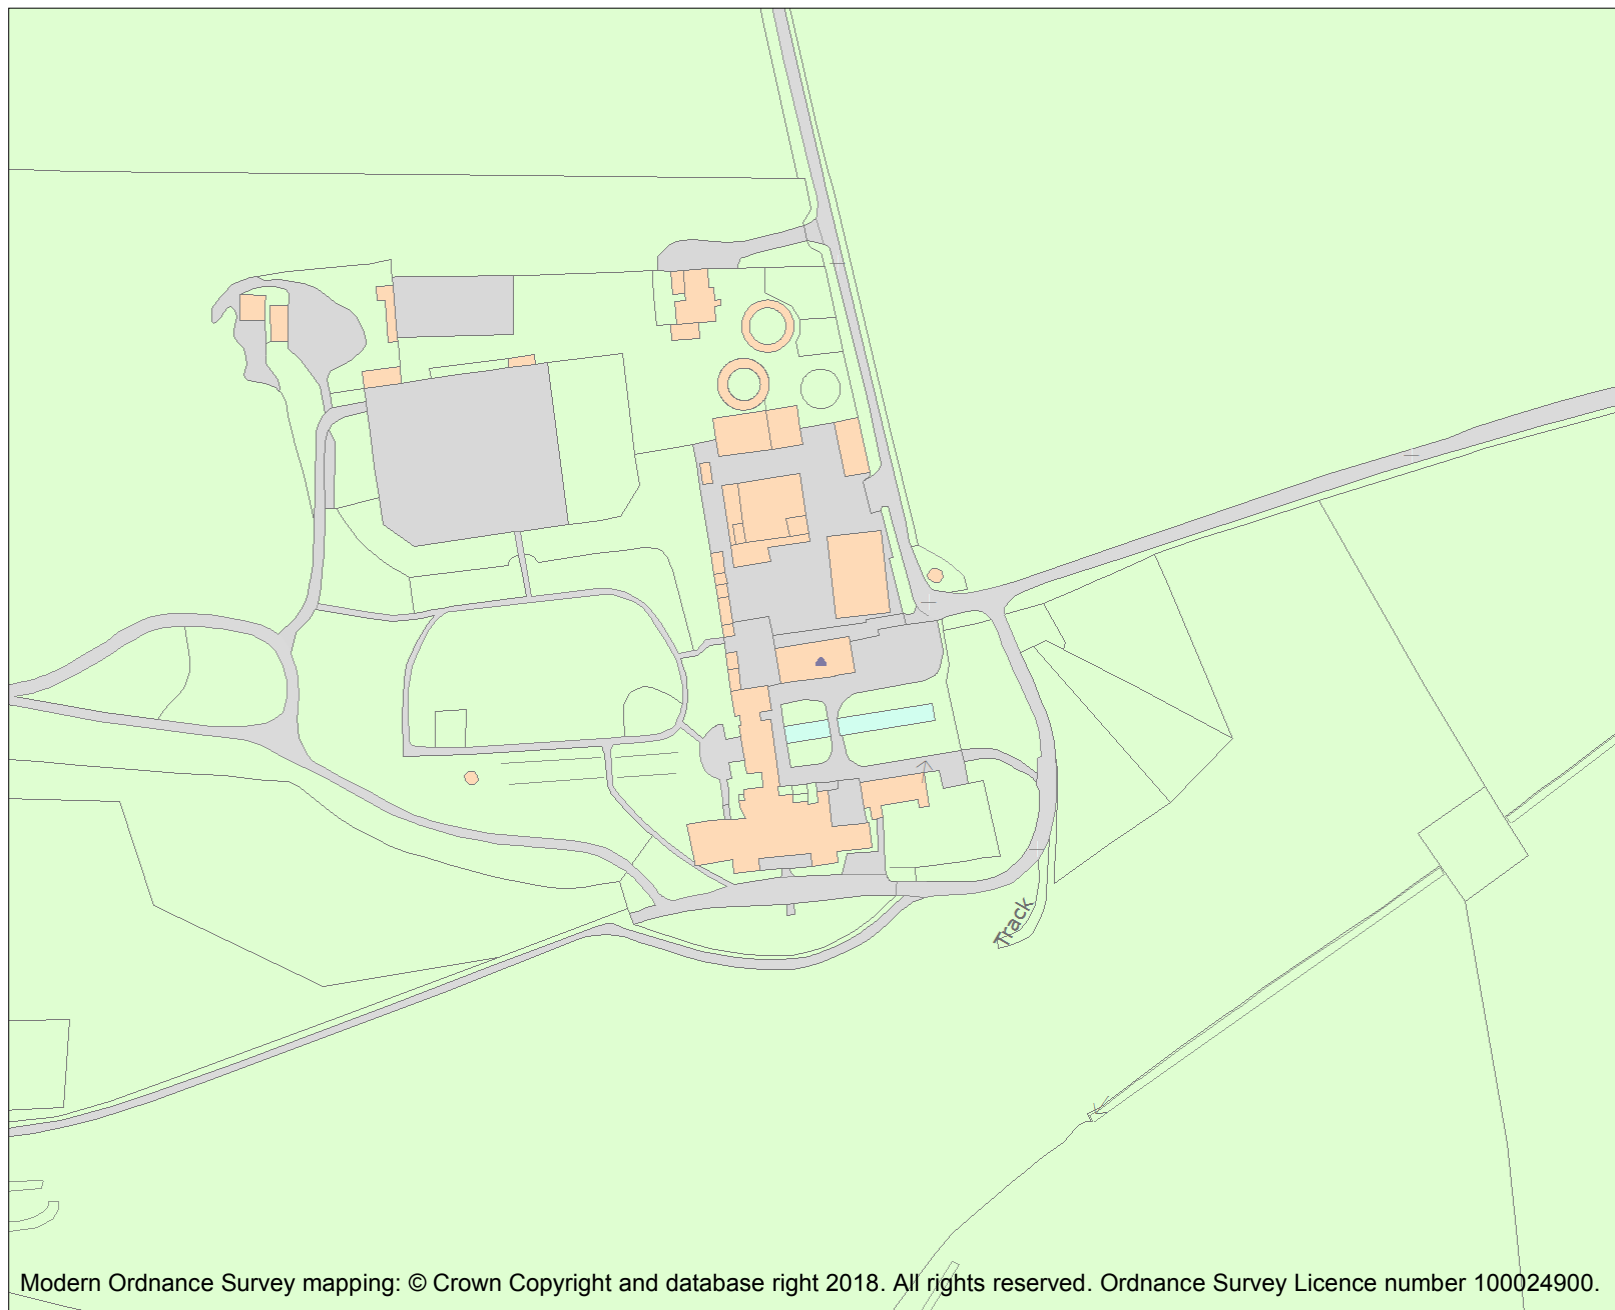 Track
Modern Ordnance Survey mapping: © Crown Copyright and database right 2018. All rights reserved. Ordnance Survey Licence number 100024900.